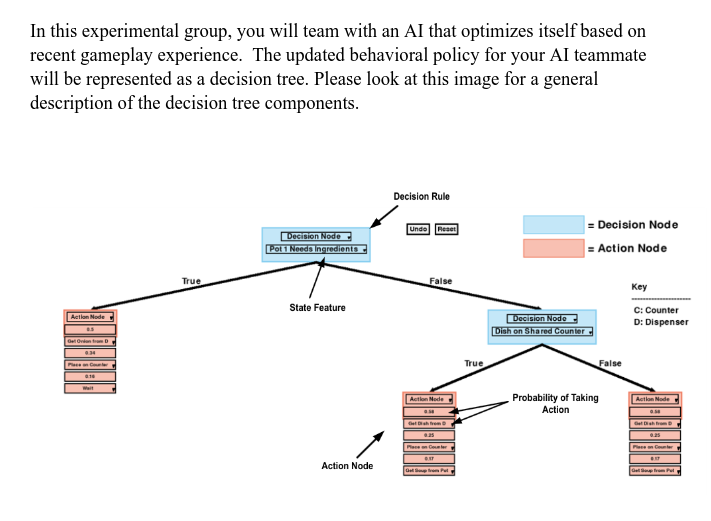 In this experimental group, you will team with an AI that optimizes itself based on
recent gameplay experience.  The updated behavioral policy for your AI teammate
will be represented as a decision tree. Please look at this image for a general
description of the decision tree components.
Decision Rule
Undo Reset
= Decision Node
= Action Node
Decision Node
Pot 1 Needs Ingredients
True
False
State Feature
Key
C: Counter
D: Dispenser
Action Node
Get Onion from D
0.34
Place on Counter
0.16
Wait
Decision Node
Dish on Shared Counter
True
False
Probability of Taking
Action
Action Node
Action Node
Get Dish from D
0.25
Place on Counter
0.17
Get Soup from Pot
Action Node
Get Dish from D
0.25
Place on Counter
0.17
Get Soup from Pot